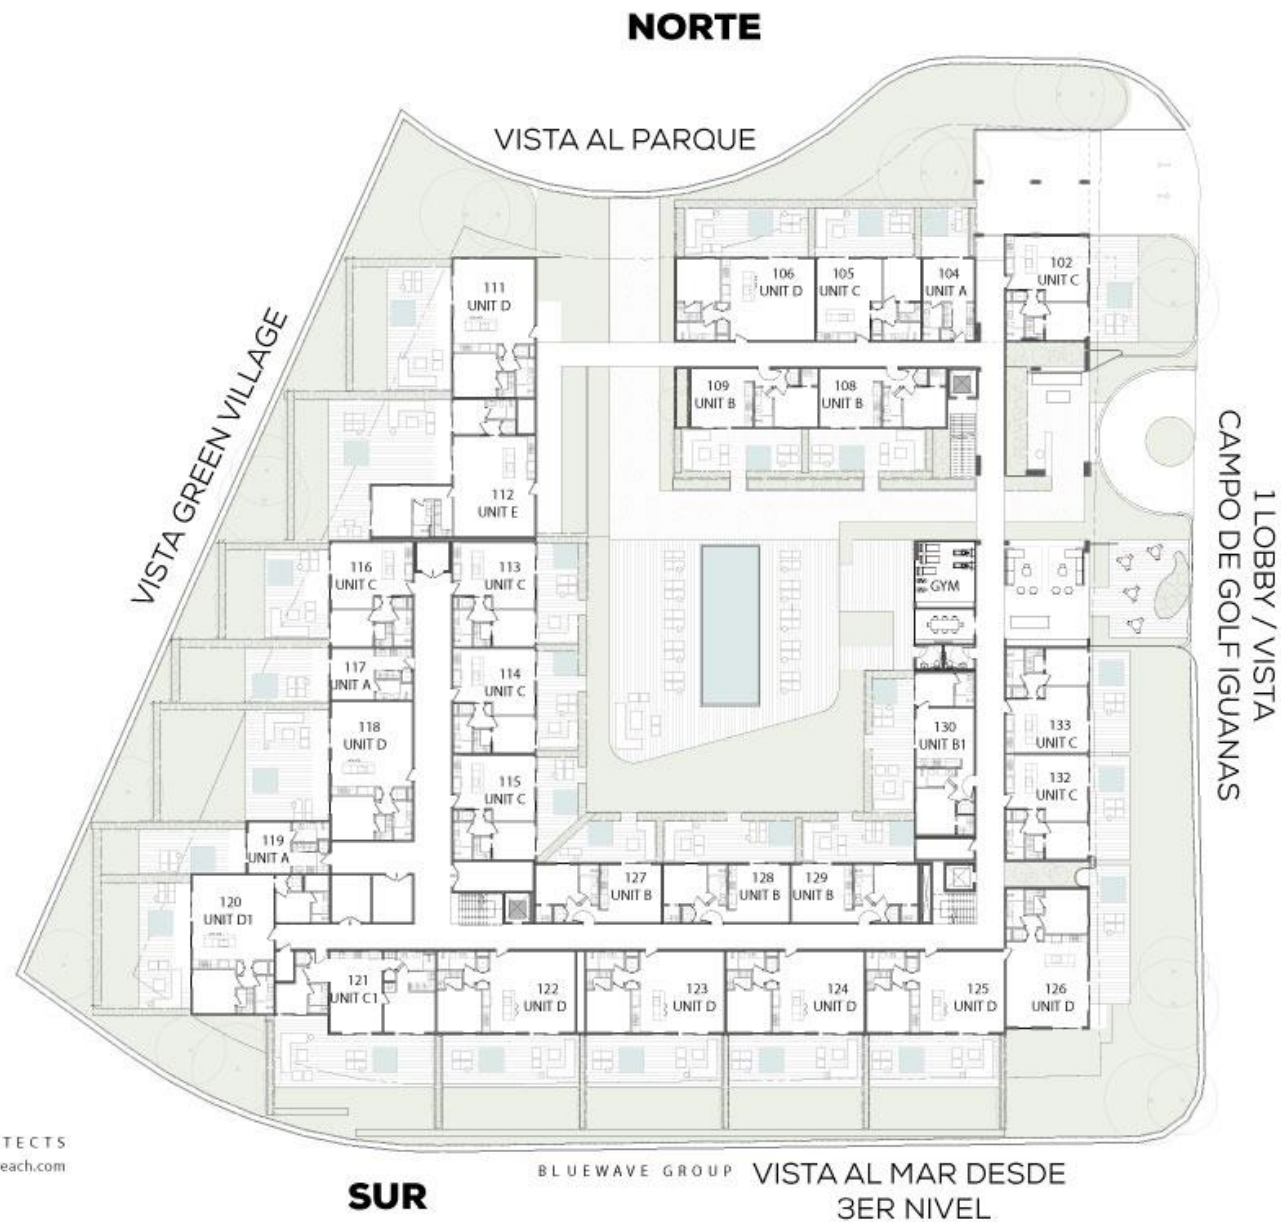 NORTE
VISTA AL PARQUE
VISTA GREEN VILLAGE
1 LOBBY / VISTA
CAMPO DE GOLF IGUANAS
102
UNIT C
106
UNIT D
105
UNIT C
104
UNIT A
111
UNIT D
109
UNIT B
108
UNIT B
112
UNIT E
116
UNIT C
113
UNIT C
GYM
117
UNIT A
114
UNIT C
118
UNIT D
130
UNIT B1
133
UNIT C
115
UNIT C
132
UNIT C
119
UNIT A
127
UNIT B
128
UNIT B
129
UNIT B
120
UNIT D1
121
UNIT C1
122
UNIT D
123
UNIT D
124
UNIT D
125
UNIT D
126
UNIT D
TECTS
each.com
BLUEWAVE GROUP
VISTA AL MAR DESDE
3ER NIVEL
SUR